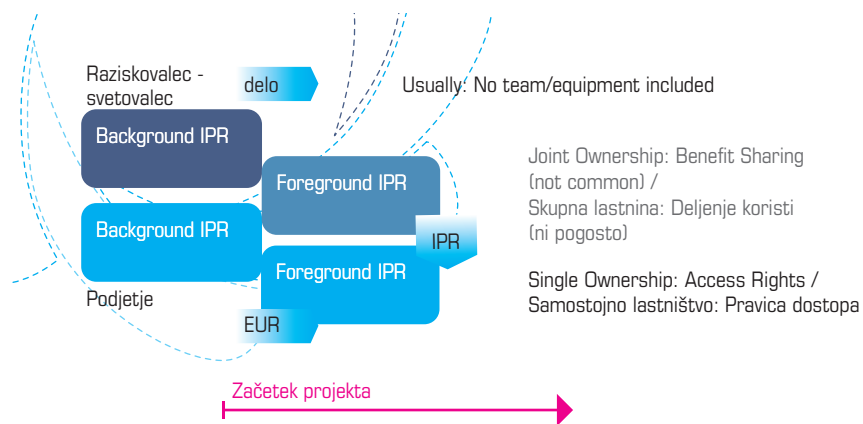 Raziskovalec -
svetovalec
delo
Usually: No team/equipment included
Background IPR
Foreground IPR
Joint Ownership: Benefit Sharing
(not common) /
Skupna lastnina: Deljenje koristi
(ni pogosto)
Background IPR
IPR
Foreground IPR
Single Ownership: Access Rights /
Samostojno lastništvo: Pravica dostopa
Podjetje
EUR
Začetek projekta